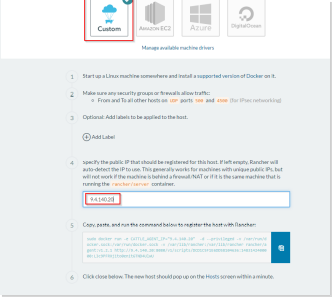 Custom
Amazon EC2
Azure
DigitalOcean
Manage available machine drivers
1 Start up a Linux machine somewhere and install a supported version of Docker on it.
2 Make sure any security groups or firewalls allow traffic:
From and To all other hosts on UDP ports 500 and 4500 (for IPsec networking)
3 Optional: Add labels to be applied to the host.
Add Label
4 specify the public IP that should be registered for this host. If left empty, Rancher will
auto-detect the IP to use. This generally works for machines with unique public IPs, but
will not work if the machine is behind a firewall/NAT or if it is the same machine that is
running the rancher/server container.
9.4.140.20
5 Copy, paste, and run the command below to register the host with Rancher:
sudo docker run -e CATTLE_AGENT_IP=
6 Click close below. The new host should pop up on the Hosts screen within a minute.